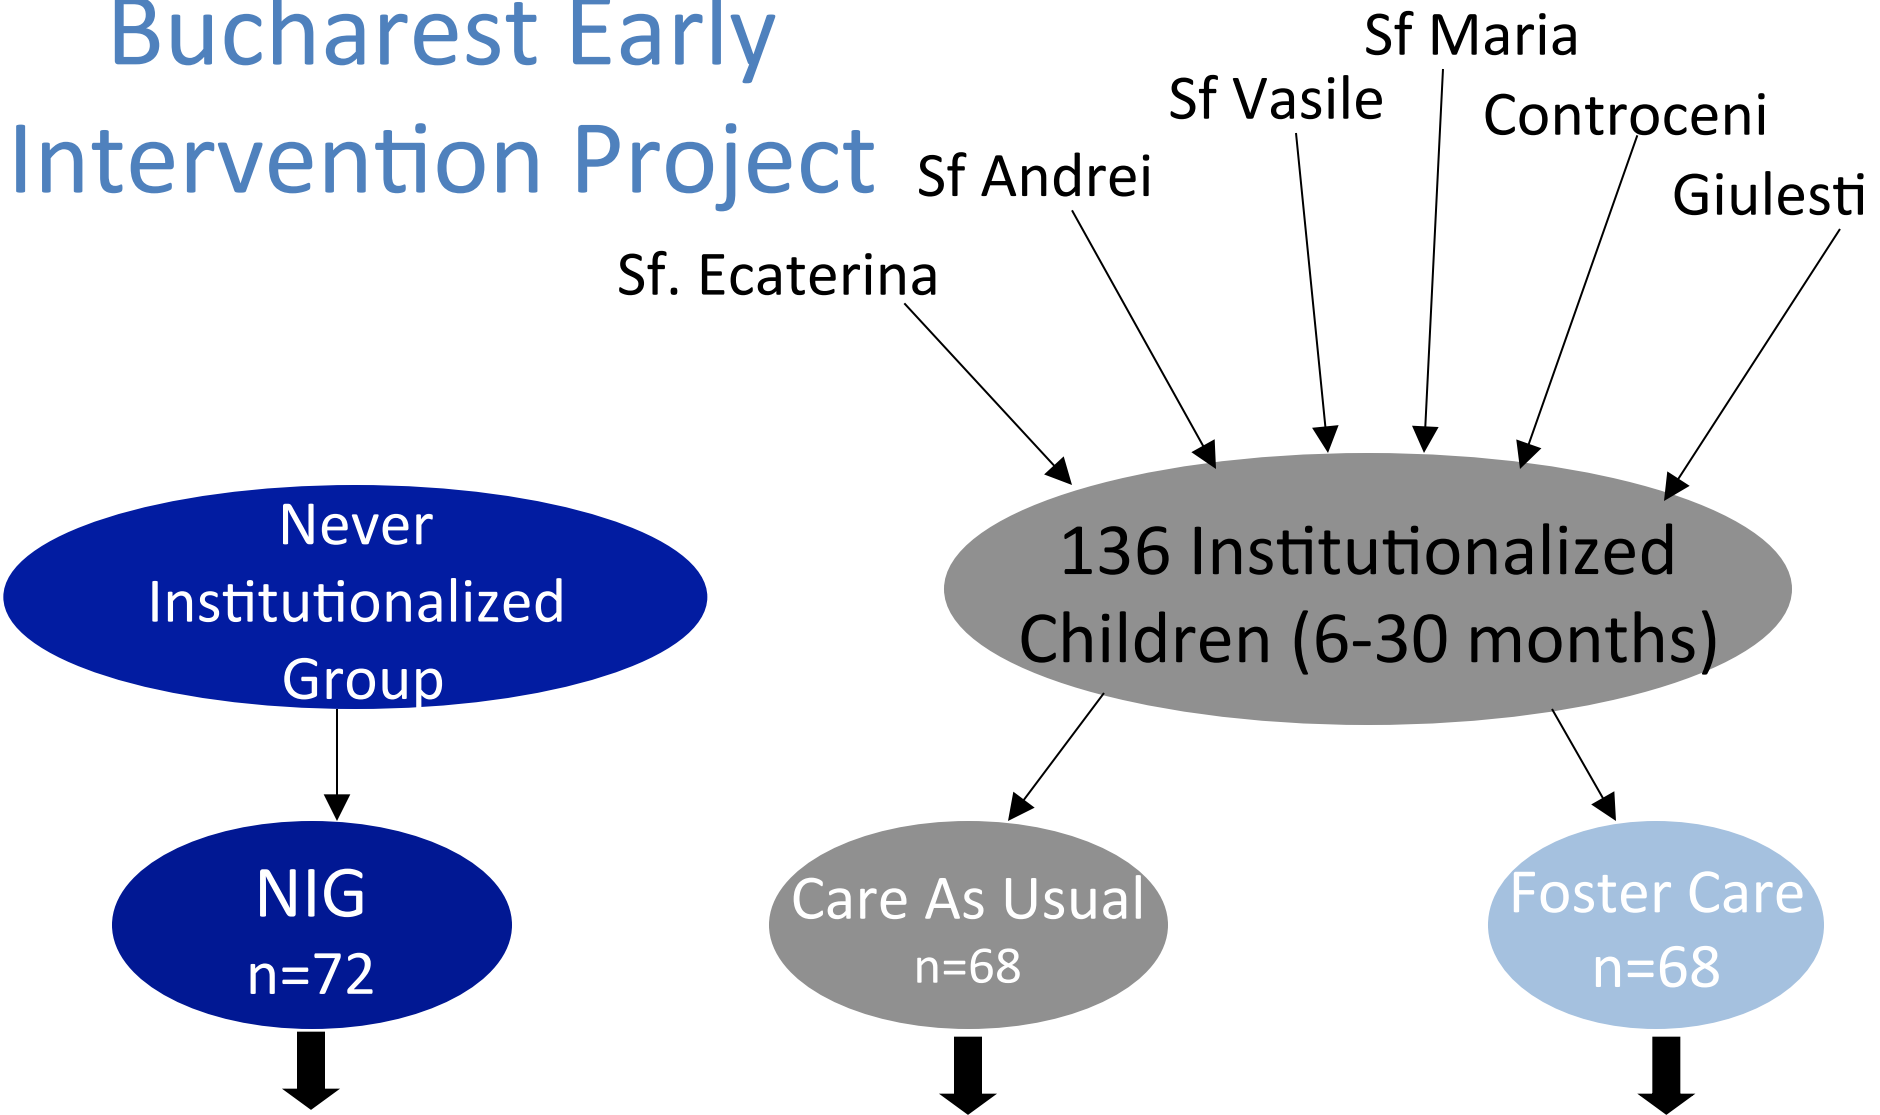 Bucharest Early
Intervention Project
Sf Maria
Sf Vasile
Controceni
Sf Andrei
Giulesti
Sf. Ecaterina
Never
Institutionalized
Group
136 Institutionalized
Children (6-30 months)
NIG
n=72
Care As Usual
n=68
Foster Care
n=68